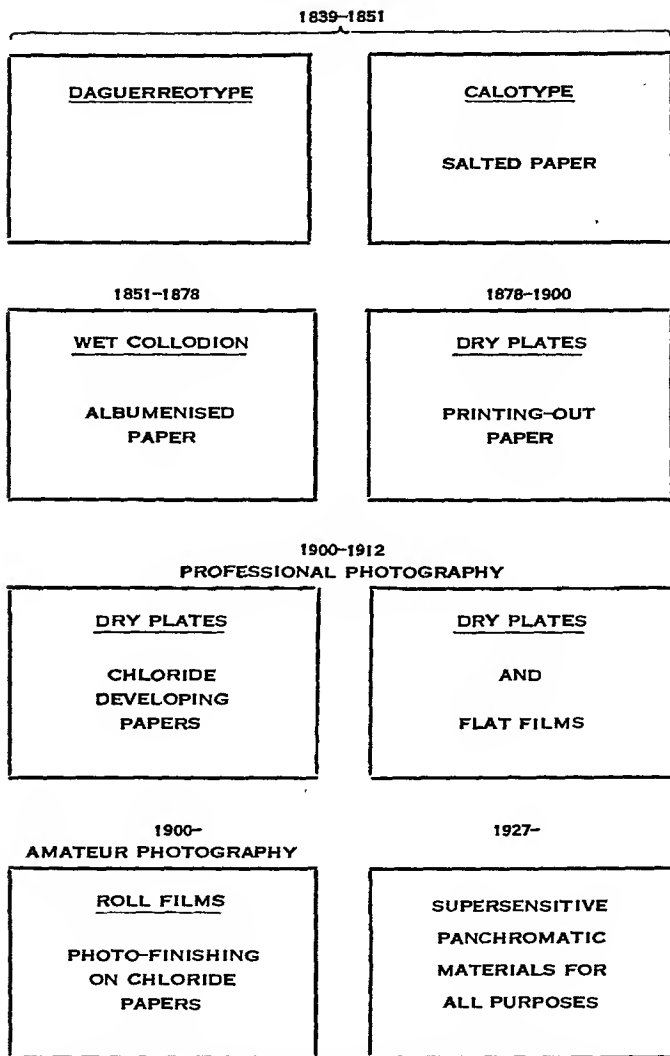 1839–1851
DAGUERREOTYPE
CALOTYPE
SALTED PAPER
1851-1878
WET COLLODION
ALBUMENISED
PAPER
1878-1900
DRY PLATES
PRINTING-OUT
PAPER
1900-1912
PROFESSIONAL PHOTOGRAPHY
DRY PLATES
CHLORIDE
DEVELOPING
PAPERS
DRY PLATES
AND
FLAT FILMS
1900-
AMATEUR PHOTOGRAPHY
ROLL FILMS
PHOTO-FINISHING
ON CHLORIDE
PAPERS
1927-
SUPERSENSITIVE
PANCHROMATIC
MATERIALS FOR
ALL PURPOSES